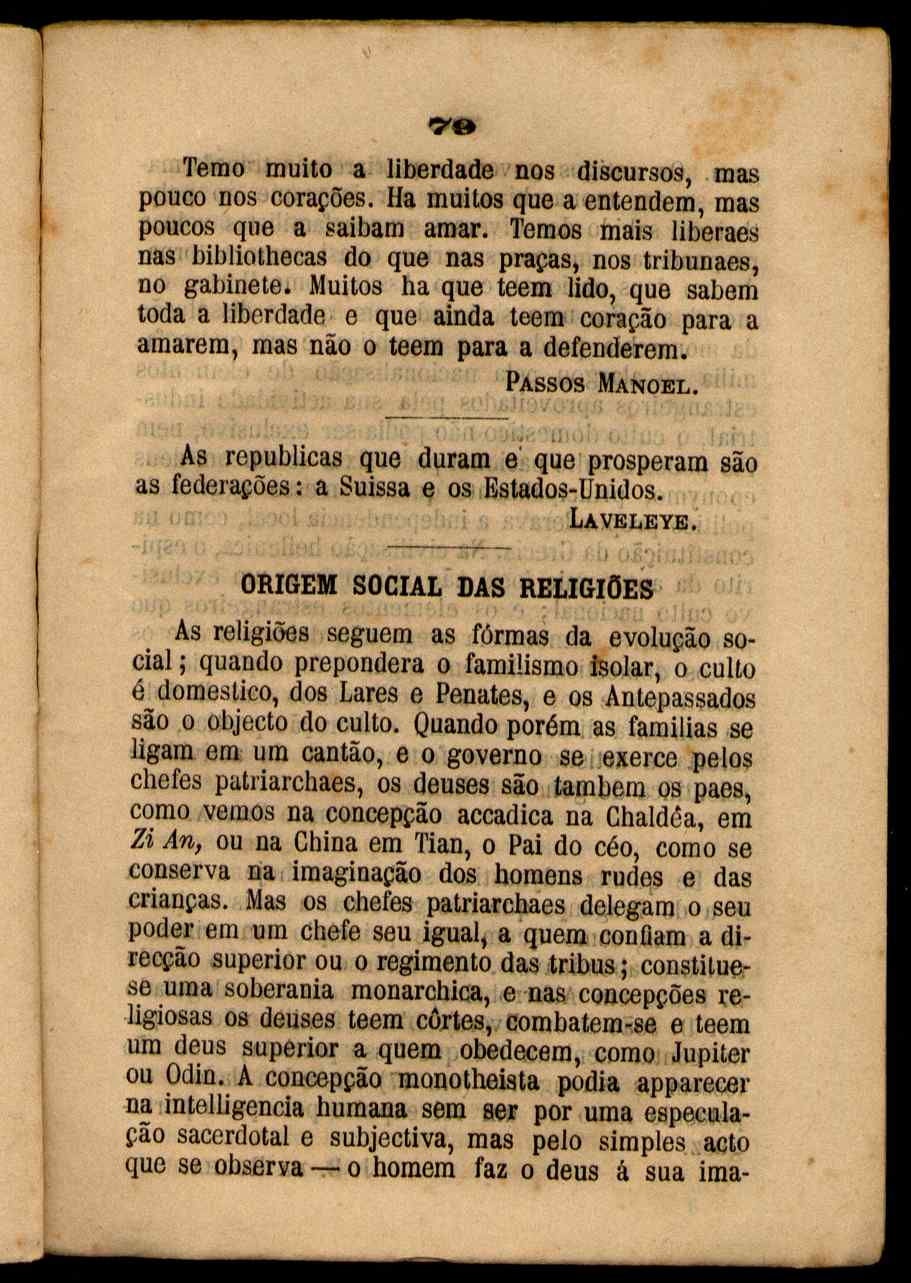 79
Temo muito a liberdade nos discursos, mas
pouco nos corações. Ha muitos que a entendem, mas
poucos que a saibam amar. Temos mais liberaes
nas bibliothecas do que nas praças, nos tribunaes,
no gabinete. Muitos ha que teem lido, que sabem
toda a liberdade e que ainda teem coração para a
amarem, mas não o teem para a defenderem.
PASSOS MANOEL.
As republicas que duram e que prosperam são
as federações: a Suissa e os Estados-Unidos.
LAVELEYE.
ORIGEM SOCIAL DAS RELIGIÕES
As religiões seguem as fórmas da evolução so-
cial; quando prepondera o familismo isolar, o culto
é domestico, dos Lares e Penates, e os Antepassados
são o objecto do culto. Quando porém as familias se
ligam em um cantão, e o governo se exerce pelos
chefes patriarchaes, os deuses são tambem os paes,
como vemos na concepção accadica na Chaldêa, em
Zi An, ou na China em Tian, o Pai do céo, como se
conserva na imaginação dos homens rudes e das
crianças. Mas os chefes patriarchaes delegam o seu
poder em um chefe seu igual, a quem confiam a di-
recção superior ou o regimento das tribus; constitue-
se uma soberania monarchica, e nas concepções re-
ligiosas os deuses teem côrtes, combatem-se e teem
um deus superior a quem obedecem, como Jupiter
ou Odin. A concepção monotheista podia apparecer
na intelligencia humana sem ser por uma especula-
ção sacerdotal e subjectiva, mas pelo simples acto
que se observa — o homem faz o deus á sua ima-